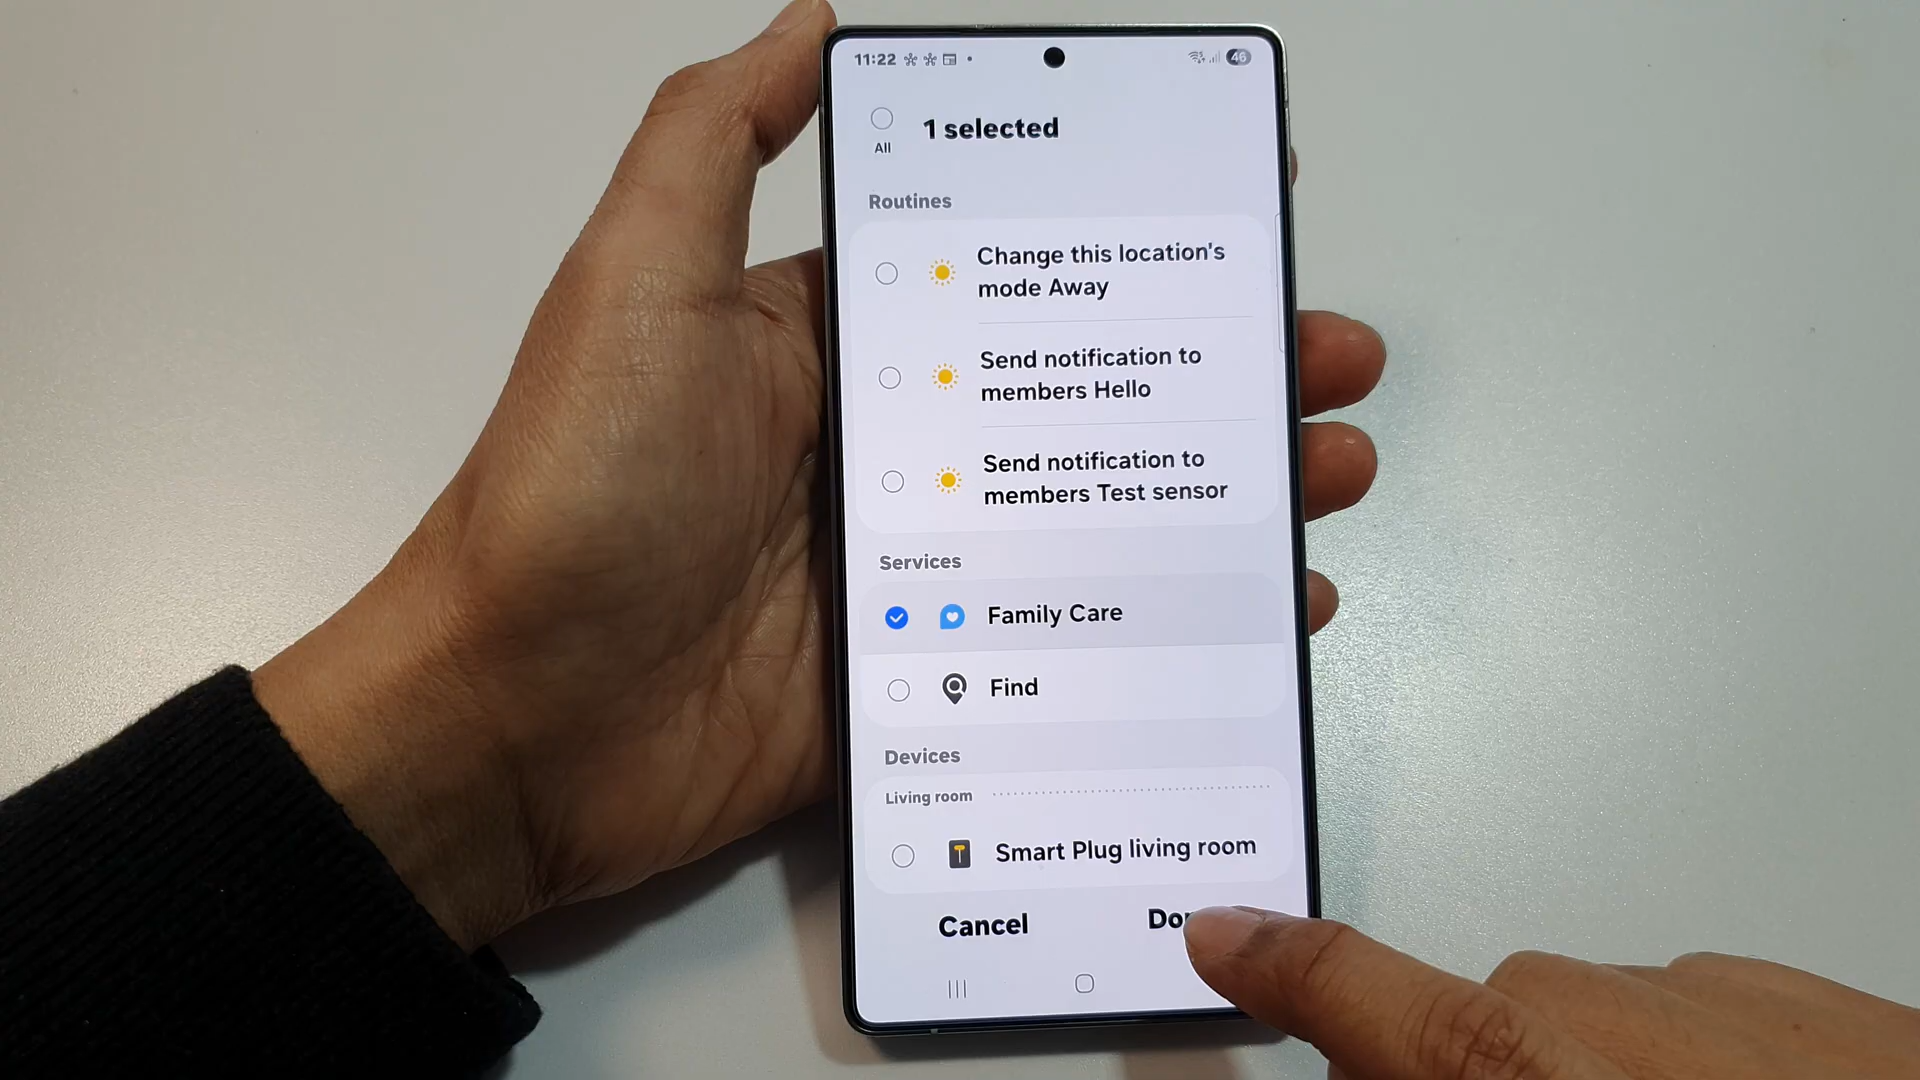 11:22
46
1 selected
All
Routines
Change this location's
mode Away
Send notification to
members Hello
Send notification to
members Test sensor
Services
Family Care
Find
Devices
Living room
Smart Plug living room
Cancel